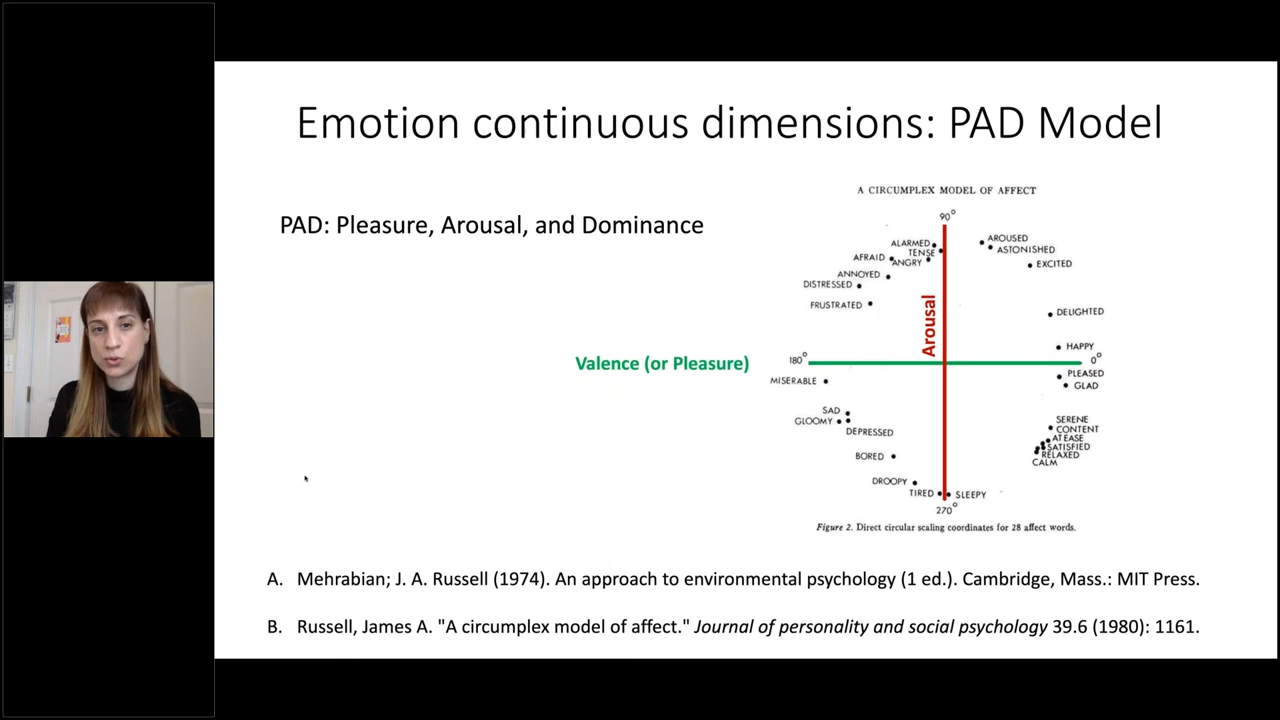 Emotion continuous dimensions: PAD Model
PAD: Pleasure, Arousal, and Dominance
A CIRCUMPLEX MODEL OF AFFECT
90°
ALARMED
AROUSED
TENSE
ASTONISHED
AFRAID
ANGRY
EXCITED
ANNOYED
DISTRESSED
FRUSTRATED
DELIGHTED
Arousal
HAPPY
Valence (or Pleasure)
180°
0°
PLEASED
MISERABLE
GLAD
SAD
GLOOMY
SERENE
CONTENT
DEPRESSED
AT EASE
SATISFIED
BORED
RELAXED
CALM
DROOPY
TIRED
SLEEPY
270°
Figure 2. Direct circular scaling coordinates for 28 affect words.
A. Mehrabian; J. A. Russell (1974). An approach to environmental psychology (1 ed.). Cambridge, Mass.: MIT Press.
B. Russell, James A. "A circumplex model of affect." Journal of personality and social psychology 39.6 (1980): 1161.